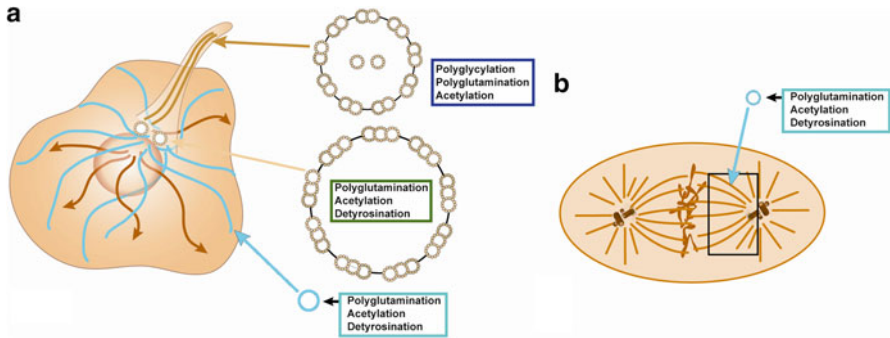 a
Polyglycylation
Polyglutamination
Acetylation
Polyglutamination
Acetylation
Detyrosination
Polyglutamination
Acetylation
Detyrosination
b
Polyglutamination
Acetylation
Detyrosination